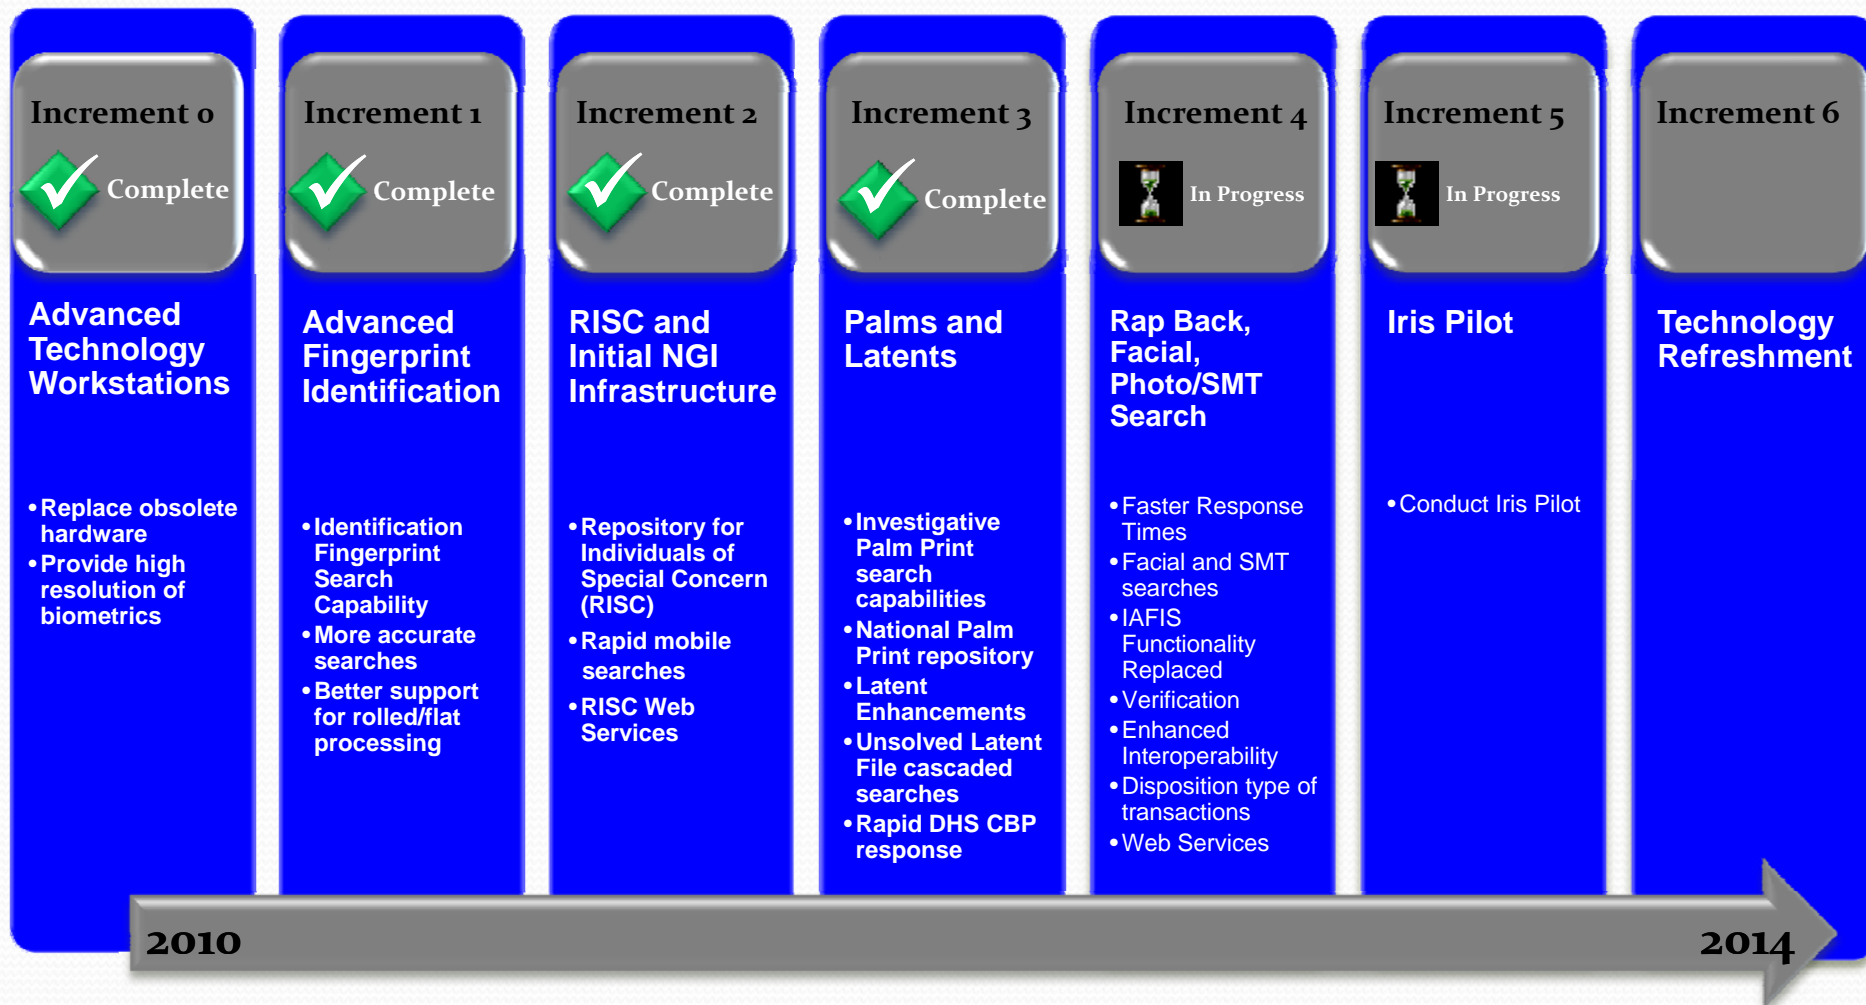 Increment 0
Complete
Advanced
Technology
Workstations
•Replace obsolete
hardware
•Provide high
resolution of
biometrics
Increment 1
Complete
Advanced
Fingerprint
Identification
•Identification
Fingerprint
Search
Capability
•More accurate
searches
•Better support
for rolled/flat
processing
Increment 2
Complete
RISC and
Initial NGI
Infrastructure
•Repository for
Individuals of
Special Concern
(RISC)
•Rapid mobile
searches
•RISC Web
Services
Increment 3
Complete
Palms and
Latents
•Investigative
Palm Print
search
capabilities
•National Palm
Print repository
•Latent
Enhancements
•Unsolved Latent
File cascaded
searches
•Rapid DHS CBP
response
Increment 4
In Progress
Rap Back,
Facial,
Photo/SMT
Search
•Faster Response
Times
•Facial and SMT
searches
•IAFIS
Functionality
Replaced
•Verification
•Enhanced
Interoperability
•Disposition type of
transactions
•Web Services
Increment 5
In Progress
Iris Pilot
•Conduct Iris Pilot
Increment 6
Technology
Refreshment
2010
2014